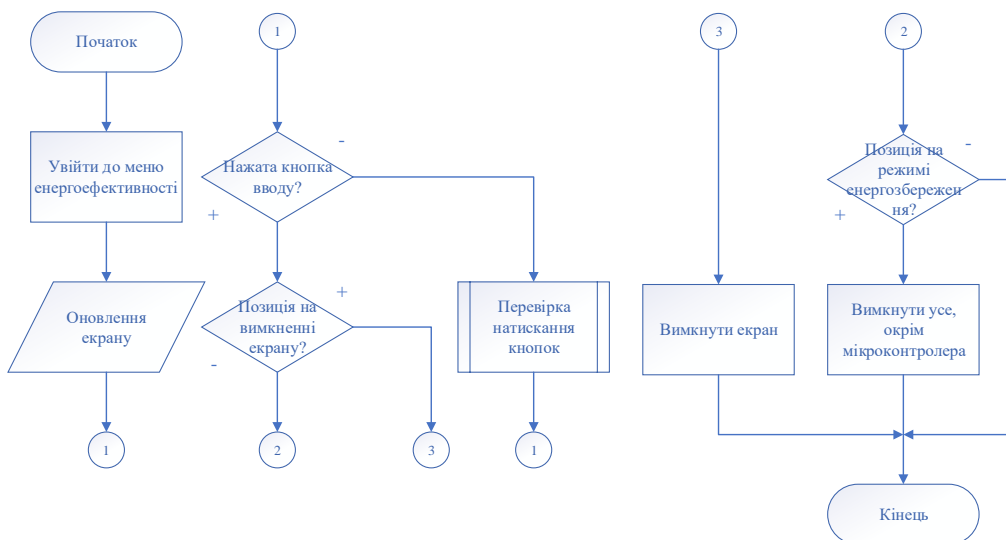 Початок
Увійти до меню
енергоефективності
Оновлення
екрану
1
1
Нажата кнопка
вводу?
-
+
Позиція на
вимкненні
екрану?
+
-
2
3
Перевірка
натискання
кнопок
1
3
Вимкнути екран
2
Позиція на
режимі
енергозбережен
ня?
-
+
Вимкнути усе,
окрім
мікроконтролера
Кінець